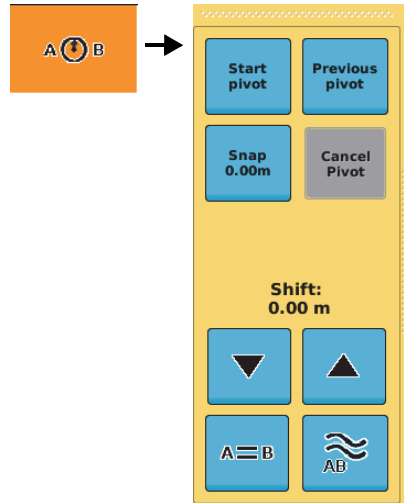 A B
Start
pivot
Previous
pivot
Snap
0.00m
Cancel
Pivot
Shift:
0.00 m
A B
AB